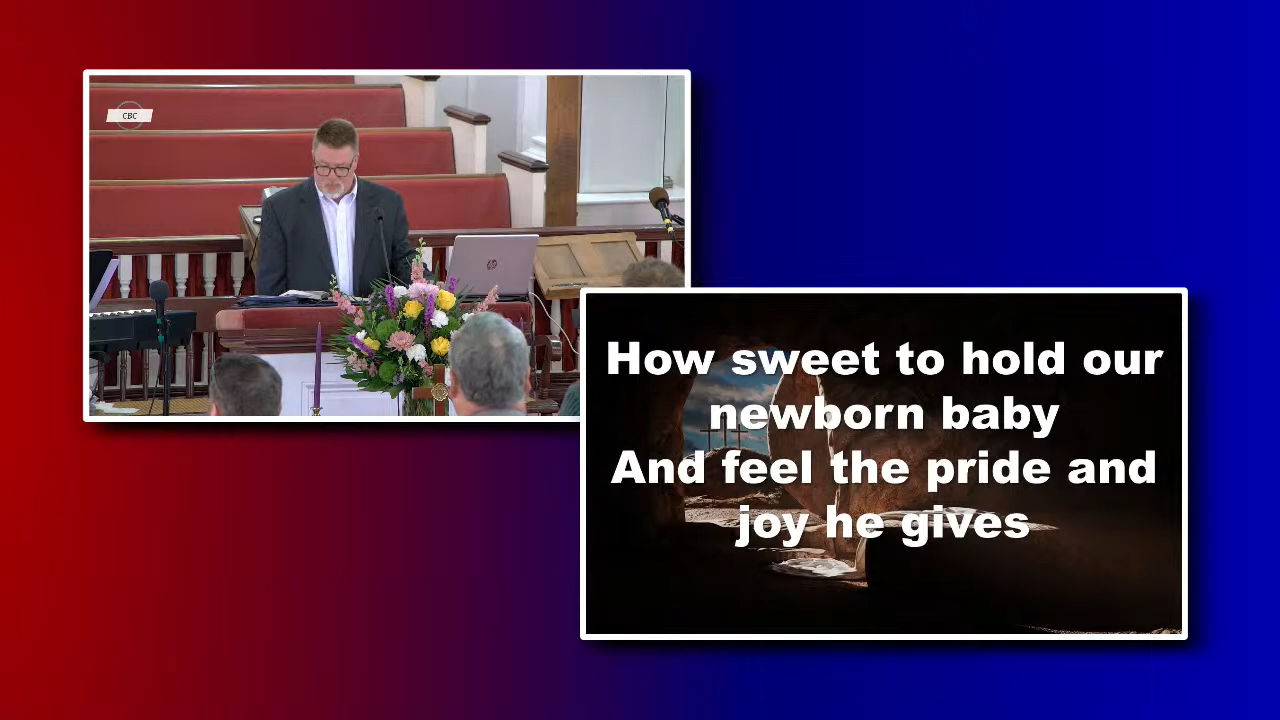 CBC
How sweet to hold our
newborn baby
And feel the pride and
joy he gives